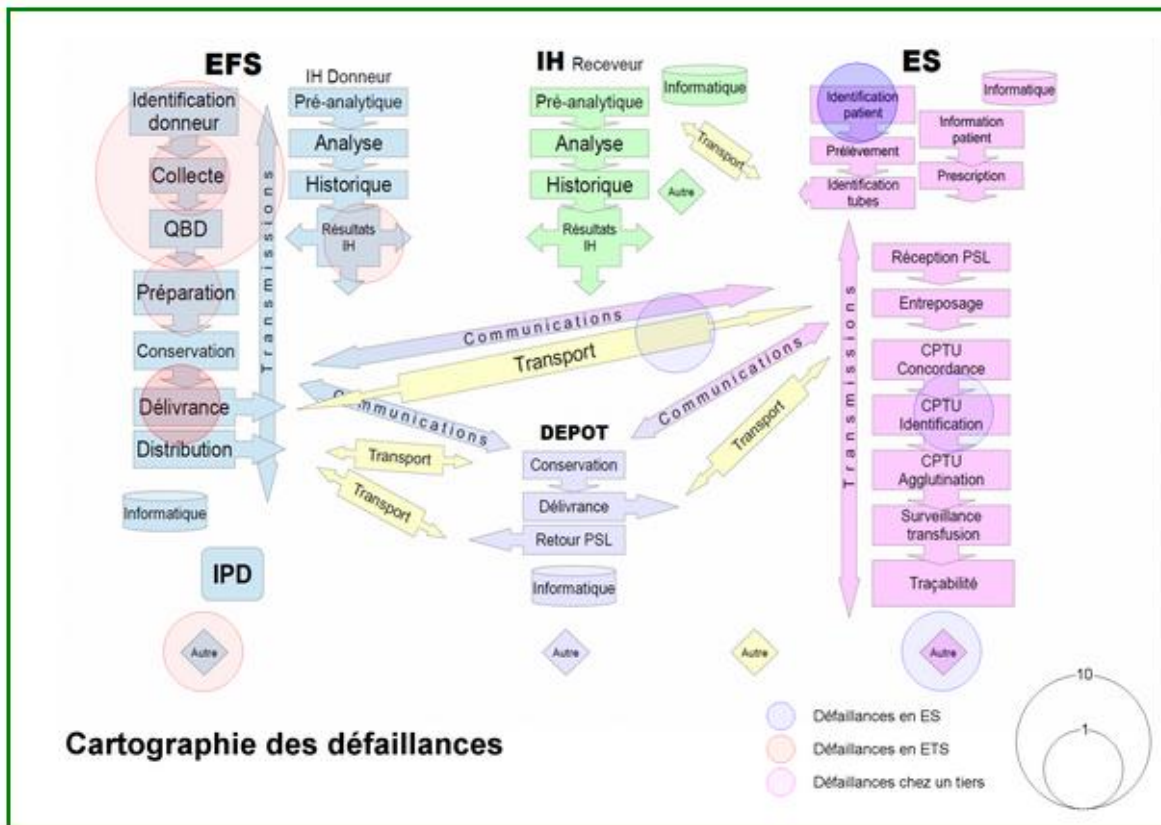 EFS
Identification
donneur
Collecte
QBD
Préparation
Conservation
Délivrance
Distribution
Informatique
IPD
Autre
Transmissions
IH Donneur
Pré-analytique
Analyse
Historique
Résultats
IH
IH Receveur
Pré-analytique
Analyse
Historique
Résultats
IH
Informatique
Transport
Autre
ES
Informatique
Identification
patient
Prélèvement
Identification
tubes
Information
patient
Prescription
Transmissions
Réception PSL
Entreposage
CPTU
Concordance
CPTU
Identification
CPTU
Agglutination
Surveillance
transfusion
Traçabilité
Autre
Communications
Transport
Communications
Communications
Transport
Transport
Transport
DEPOT
Conservation
Délivrance
Retour PSL
Informatique
Autre
Autre
Cartographie des défaillances
Défaillances en ES
Défaillances en ETS
Défaillances chez un tiers
10
1